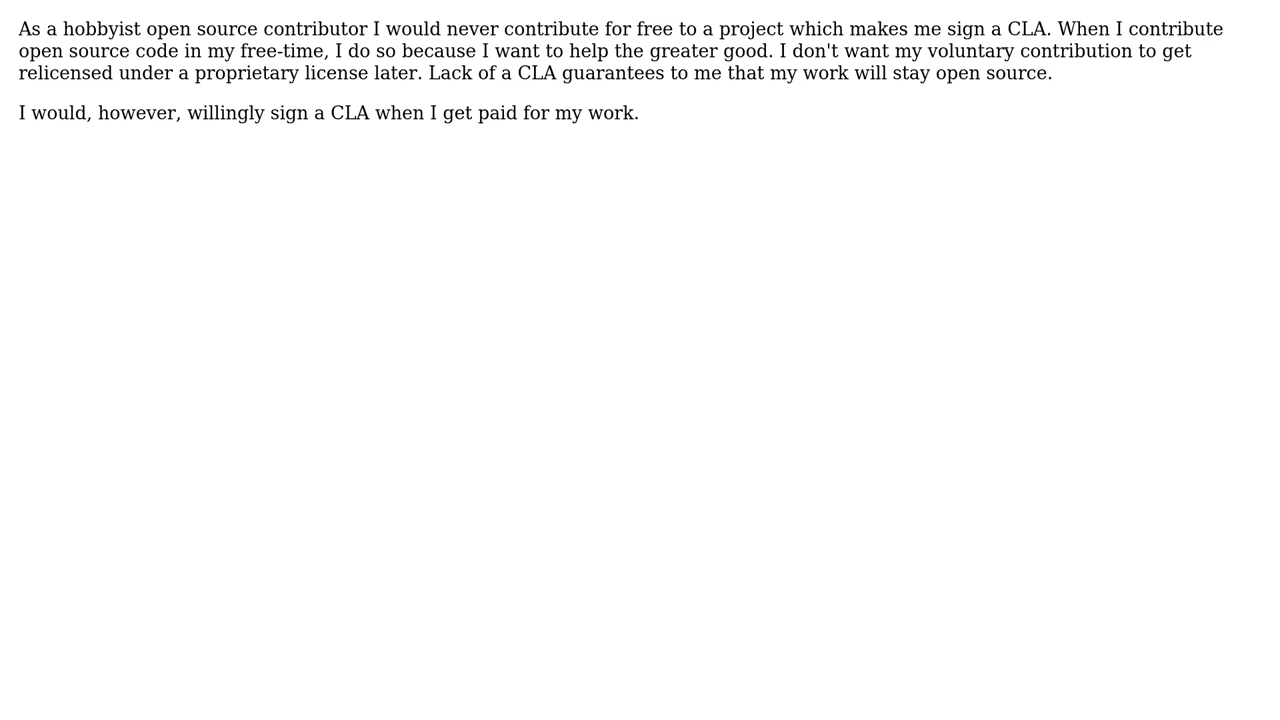 As a hobbyist open source contributor I would never contribute for free to a project which makes me sign a CLA. When I contribute
open source code in my free-time, I do so because I want to help the greater good. I don't want my voluntary contribution to get
relicensed under a proprietary license later. Lack of a CLA guarantees to me that my work will stay open source.
I would, however, willingly sign a CLA when I get paid for my work.